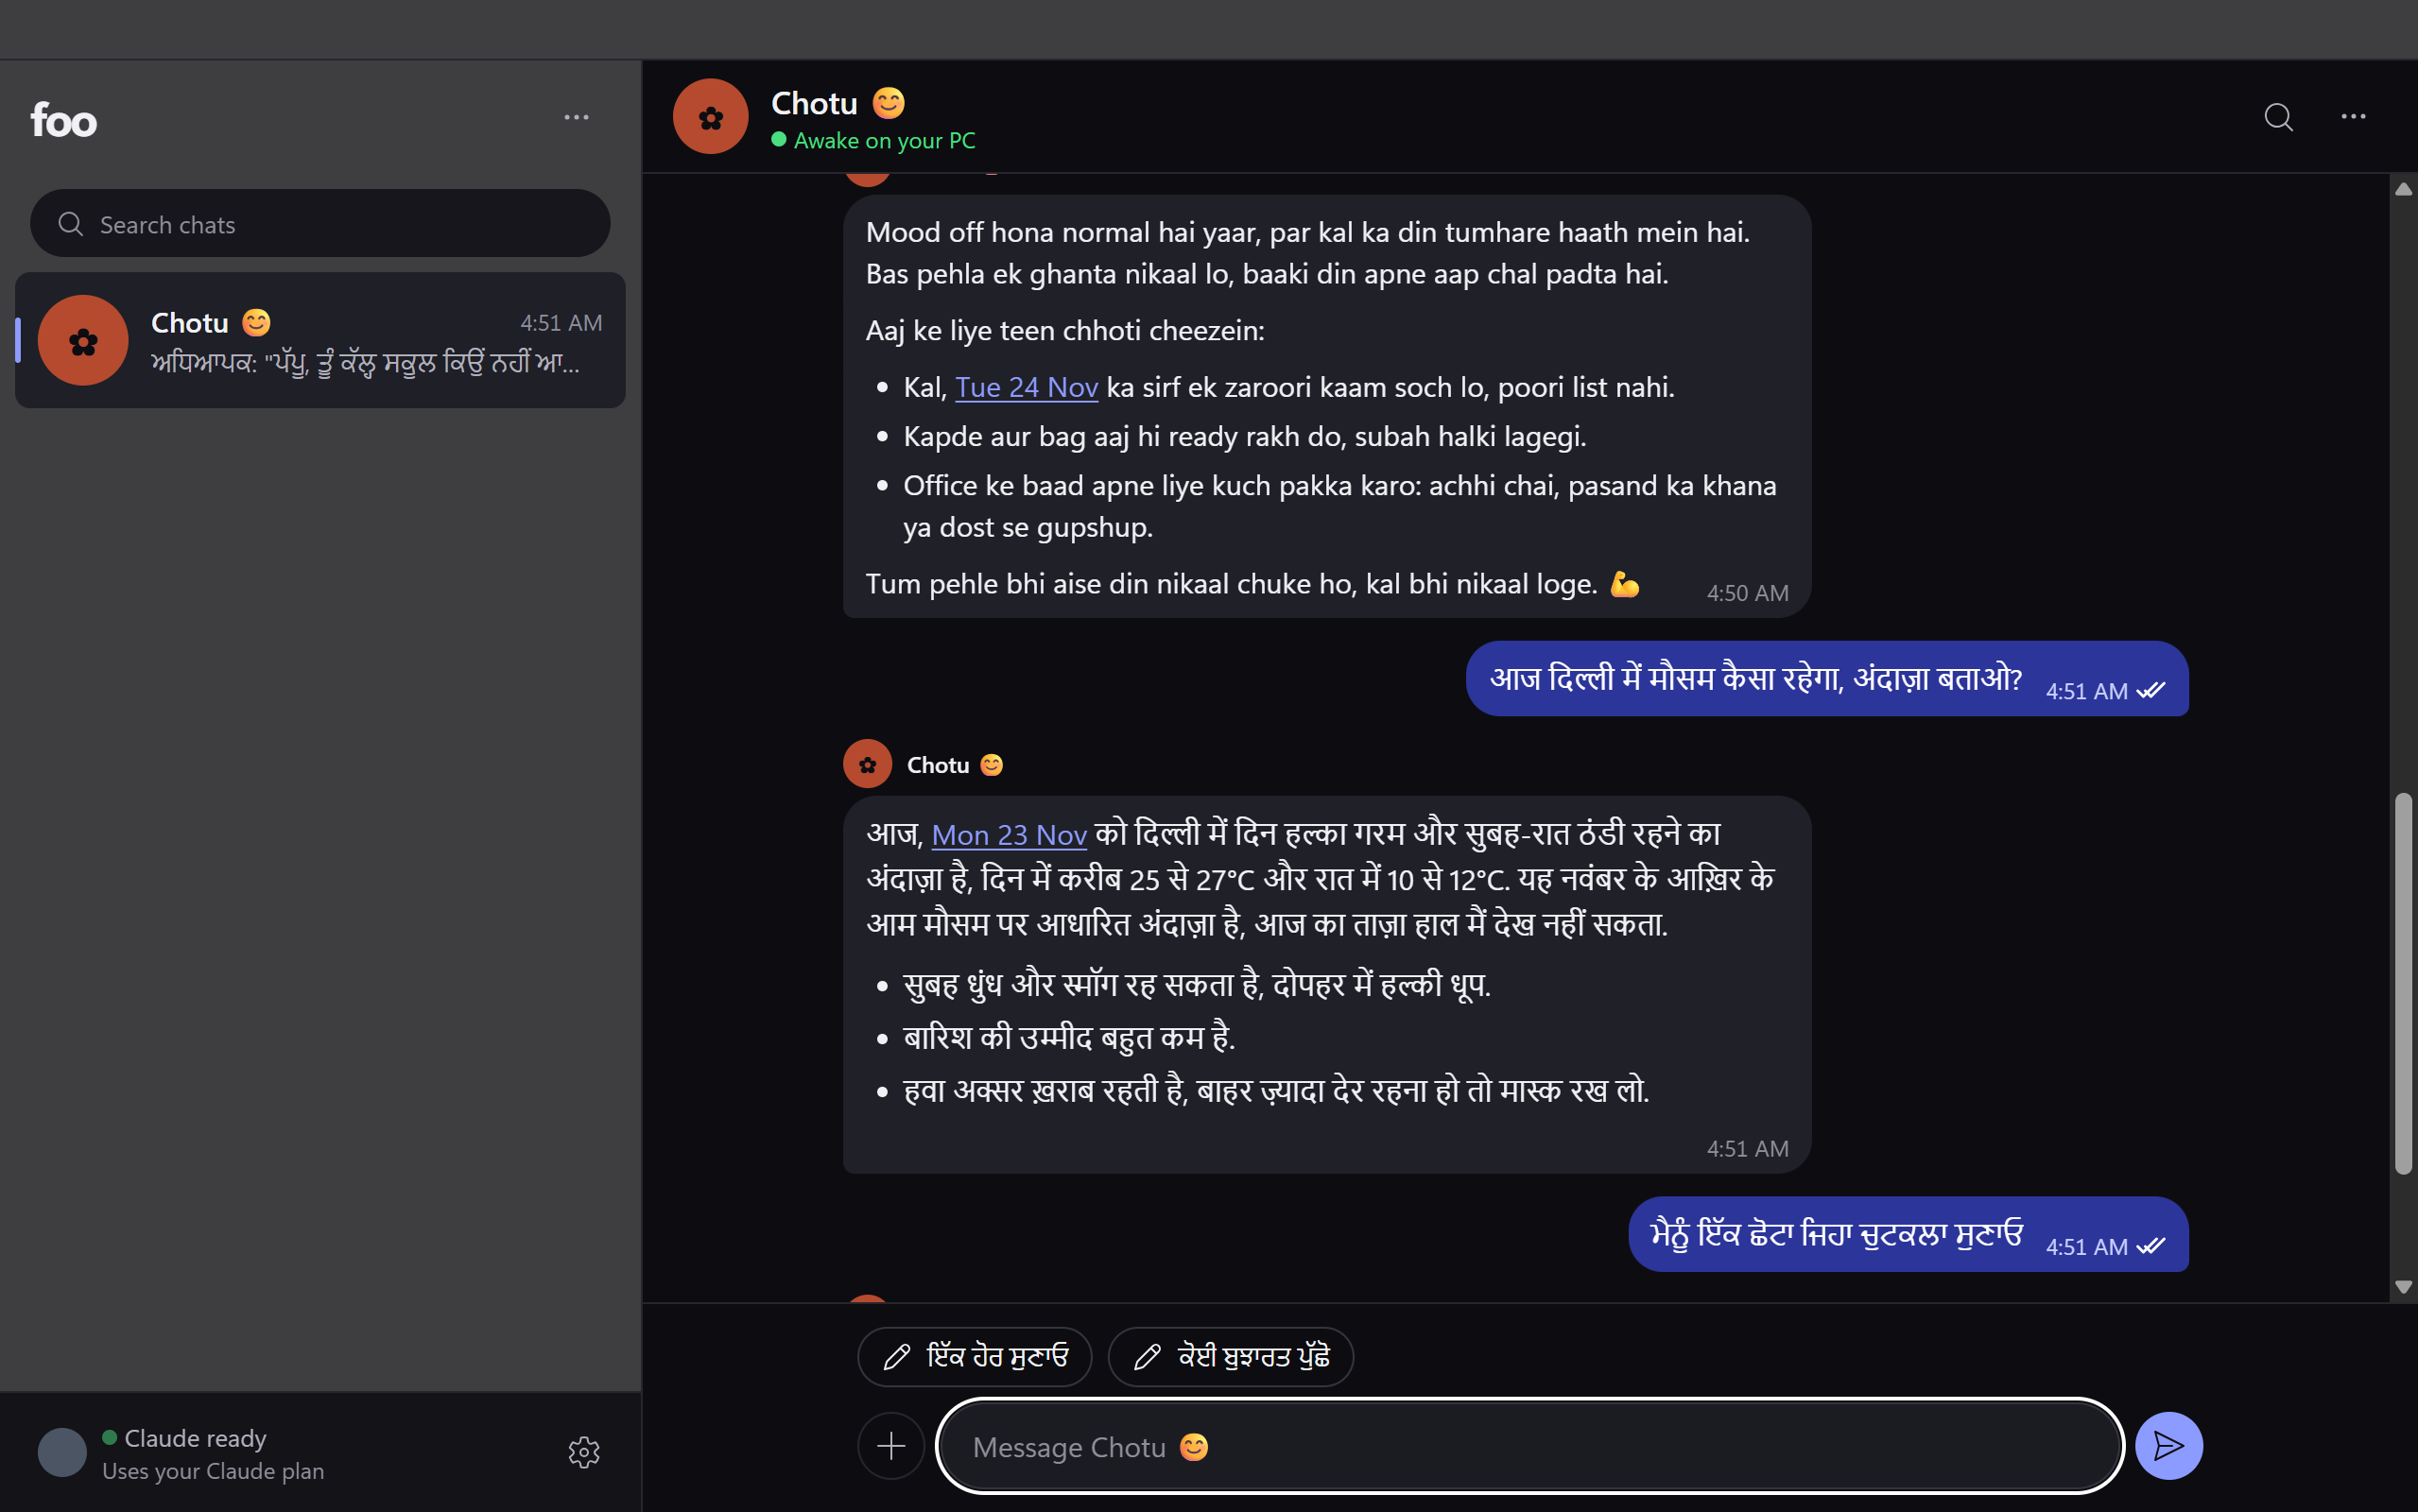 foo
Search chats
Chotu 😊
4:51 AM
ਅਧਿਆਪਕ: "ਪੱਪੂ, ਤੂੰ ਕੱਲ੍ਹ ਸਕੂਲ ਕਿਉਂ ਨਹੀਂ ਆ...
Claude ready
Uses your Claude plan
Chotu 😊
Awake on your PC
Mood off hona normal hai yaar, par kal ka din tumhare haath mein hai.
Bas pehla ek ghanta nikaal lo, baaki din apne aap chal padta hai.
Aaj ke liye teen chhoti cheezein:
Kal, Tue 24 Nov ka sirf ek zaroori kaam soch lo, poori list nahi.
Kapde aur bag aaj hi ready rakh do, subah halki lagegi.
Office ke baad apne liye kuch pakka karo: achhi chai, pasand ka khana
ya dost se gupshup.
Tum pehle bhi aise din nikaal chuke ho, kal bhi nikaal loge. 💪
4:50 AM
आज दिल्ली में मौसम कैसा रहेगा, अंदाज़ा बताओ?
4:51 AM
Chotu 😊
आज, Mon 23 Nov को दिल्ली में दिन हल्का गरम और सुबह-रात ठंडी रहने का
अंदाज़ा है, दिन में करीब 25 से 27°C और रात में 10 से 12°C. यह नवंबर के आख़िर के
आम मौसम पर आधारित अंदाज़ा है, आज का ताज़ा हाल मैं देख नहीं सकता.
सुबह धुंध और स्मॉग रह सकता है, दोपहर में हल्की धूप.
बारिश की उम्मीद बहुत कम है.
हवा अक्सर ख़राब रहती है, बाहर ज़्यादा देर रहना हो तो मास्क रख लो.
4:51 AM
ਮੈਨੂੰ ਇੱਕ ਛੋਟਾ ਜਿਹਾ ਚੁਟਕਲਾ ਸੁਣਾਓ
4:51 AM
ਇੱਕ ਹੋਰ ਸੁਣਾਓ
ਕੋਈ ਬੁਝਾਰਤ ਪੁੱਛੋ
Message Chotu 😊